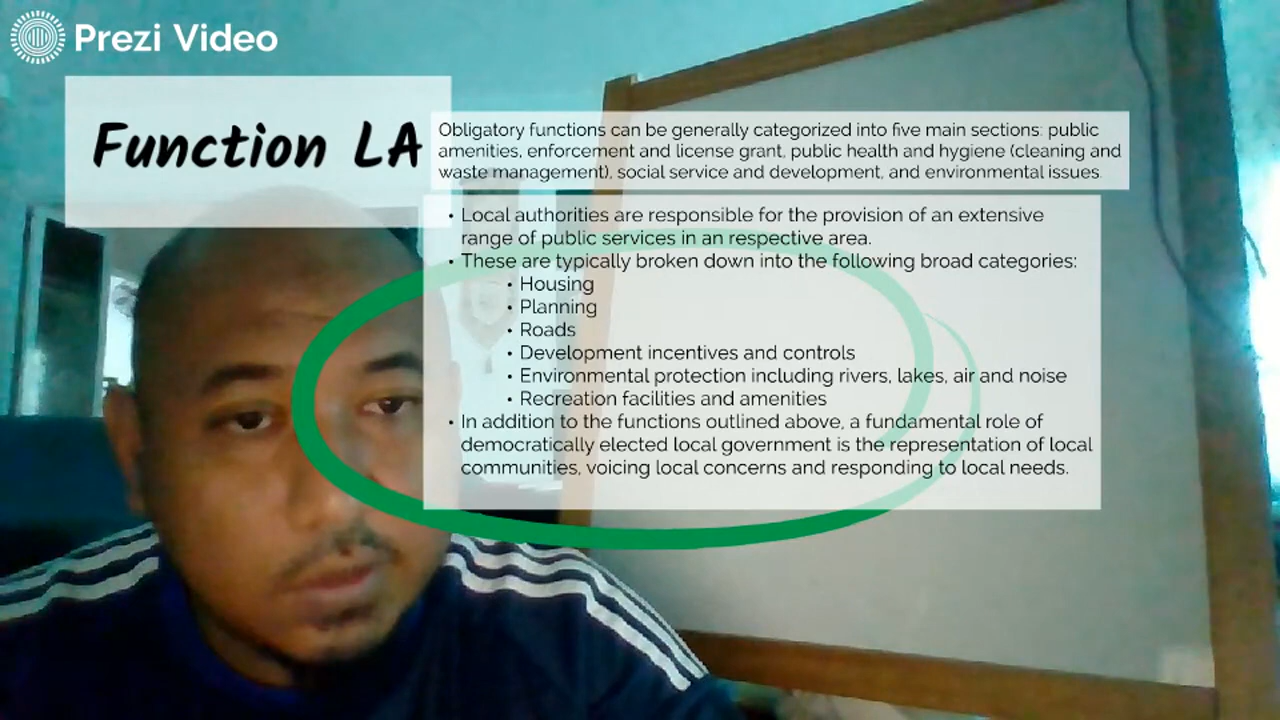 Prezi Video
Function LA
Obligatory functions can be generally categorized into five main sections: public
amenities, enforcement and license grant, public health and hygiene (cleaning and
waste management), social service and development, and environmental issues.
• Local authorities are responsible for the provision of an extensive
range of public services in an respective area.
• These are typically broken down into the following broad categories:
• Housing
• Planning
• Roads
• Development incentives and controls
• Environmental protection including rivers, lakes, air and noise
• Recreation facilities and amenities
• In addition to the functions outlined above, a fundamental role of
democratically elected local government is the representation of local
communities, voicing local concerns and responding to local needs.